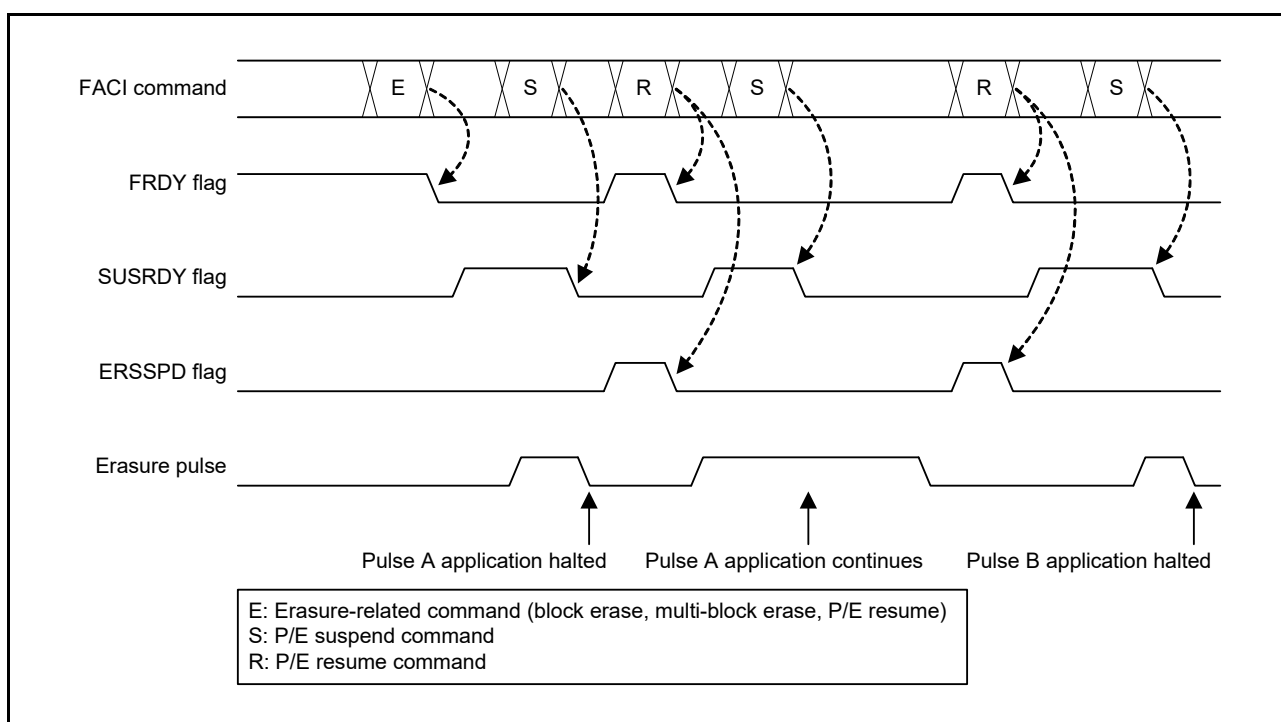 FACI command E S R S R S
FRDY flag
SUSRDY flag
ERSSPD flag
Erasure pulse
Pulse A application halted Pulse A application continues Pulse B application halted
E: Erasure-related command (block erase, multi-block erase, P/E resume)
S: P/E suspend command
R: P/E resume command